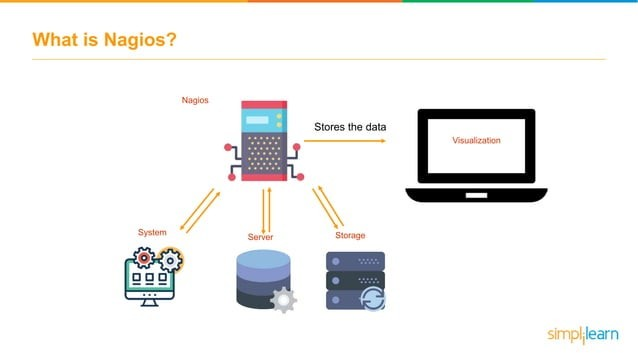 What is Nagios?
Nagios
Stores the data
Visualization
System
Server
Storage
simplilearn